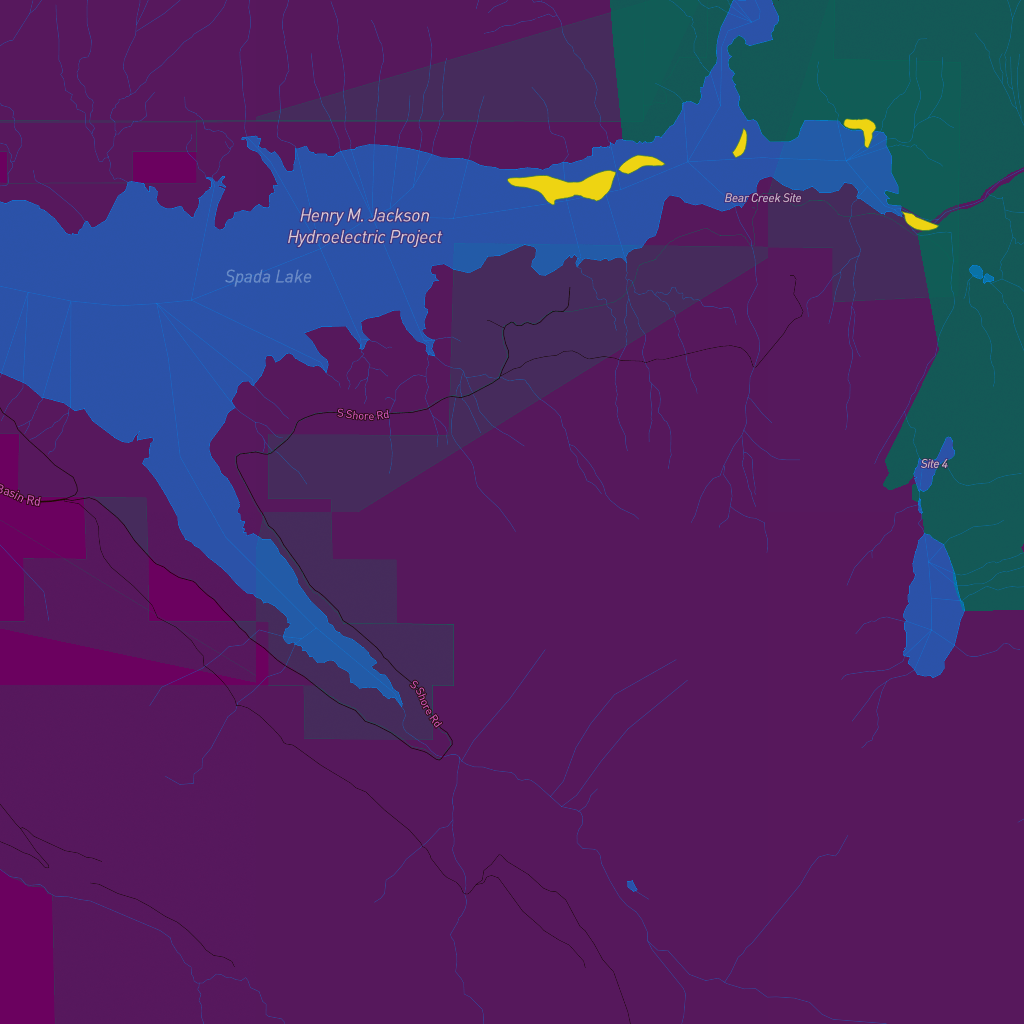 Bear Creek Site
Henry M. Jackson
Hydroelectric Project
Spada Lake
S Shore Rd
Site 4
Basin Rd
S Shore Rd